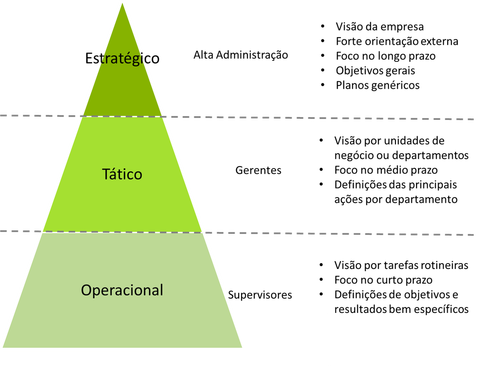 Estratégico
Alta Administração
• Visão da empresa
• Forte orientação externa
• Foco no longo prazo
• Objetivos gerais
• Planos genéricos
Tático
Gerentes
• Visão por unidades de
negócio ou departamentos
• Foco no médio prazo
• Definições das principais
ações por departamento
Operacional
Supervisores
• Visão por tarefas rotineiras
• Foco no curto prazo
• Definições de objetivos e
resultados bem específicos